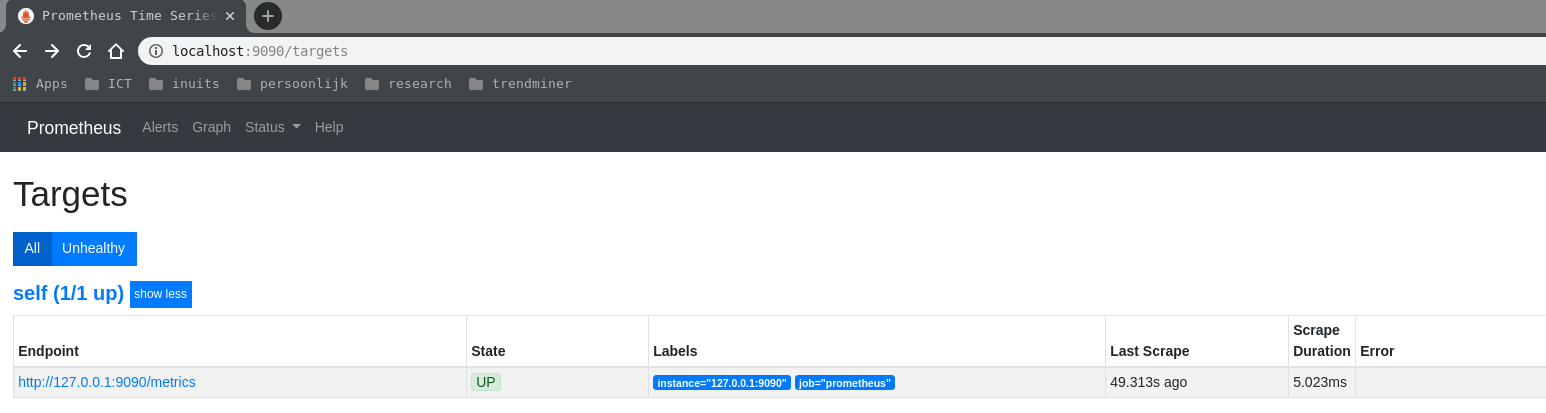 Prometheus Time Series
localhost:9090/targets
Apps ICT inuits persoonlijk research trendminer
Prometheus Alerts Graph Status Help
Targets
All Unhealthy
self (1/1 up) show less
Endpoint State Labels Last Scrape Scrape Duration Error
http://127.0.0.1:9090/metrics UP instance="127.0.0.1:9090" job="prometheus" 49.313s ago 5.023ms